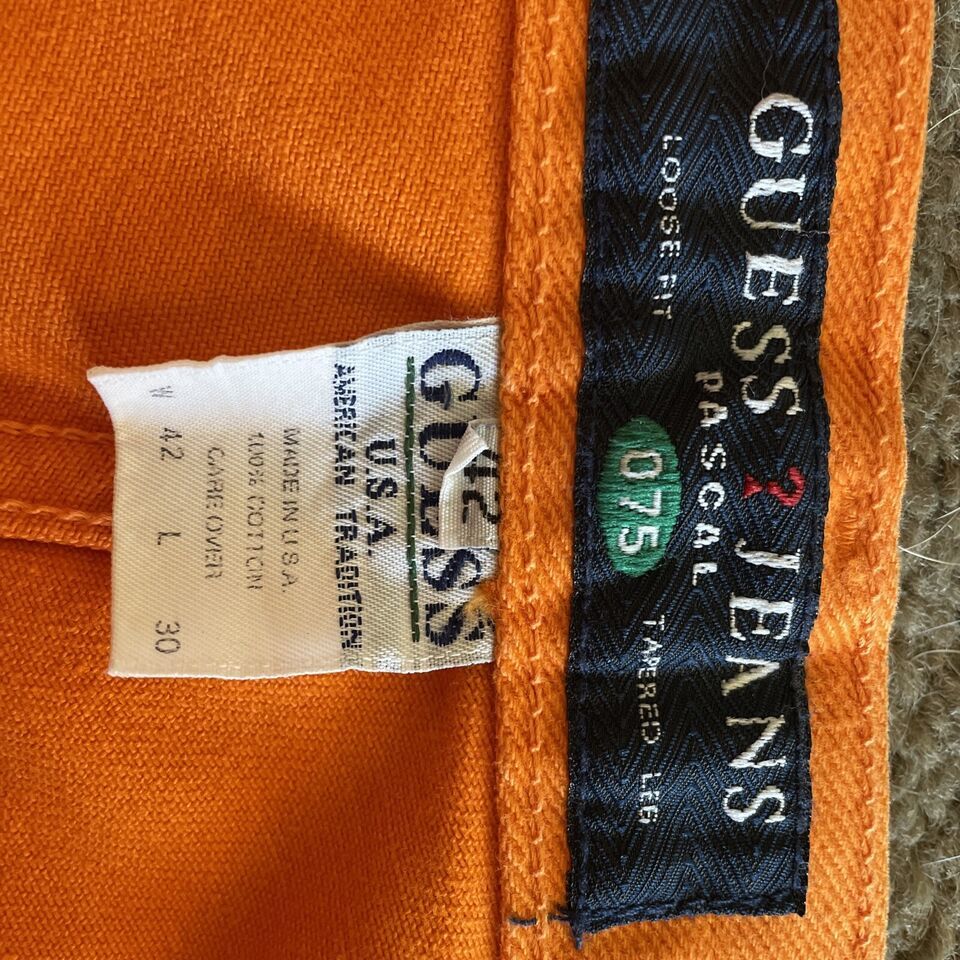 GUESS ? JEANS
PASCAL
LOOSE FIT 075 TAPERED LEG
42
GUESS
U.S.A.
AMERICAN TRADITION
MADE IN U.S.A.
100% COTTON
CARE OVER
W 42 L 30